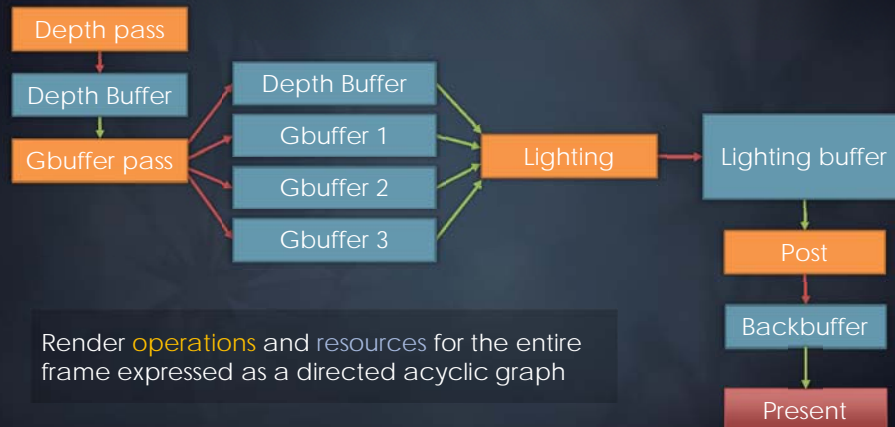 Depth pass
Depth Buffer
Gbuffer pass
Depth Buffer
Gbuffer 1
Gbuffer 2
Gbuffer 3
Lighting
Lighting buffer
Post
Backbuffer
Present
Render operations and resources for the entire
frame expressed as a directed acyclic graph